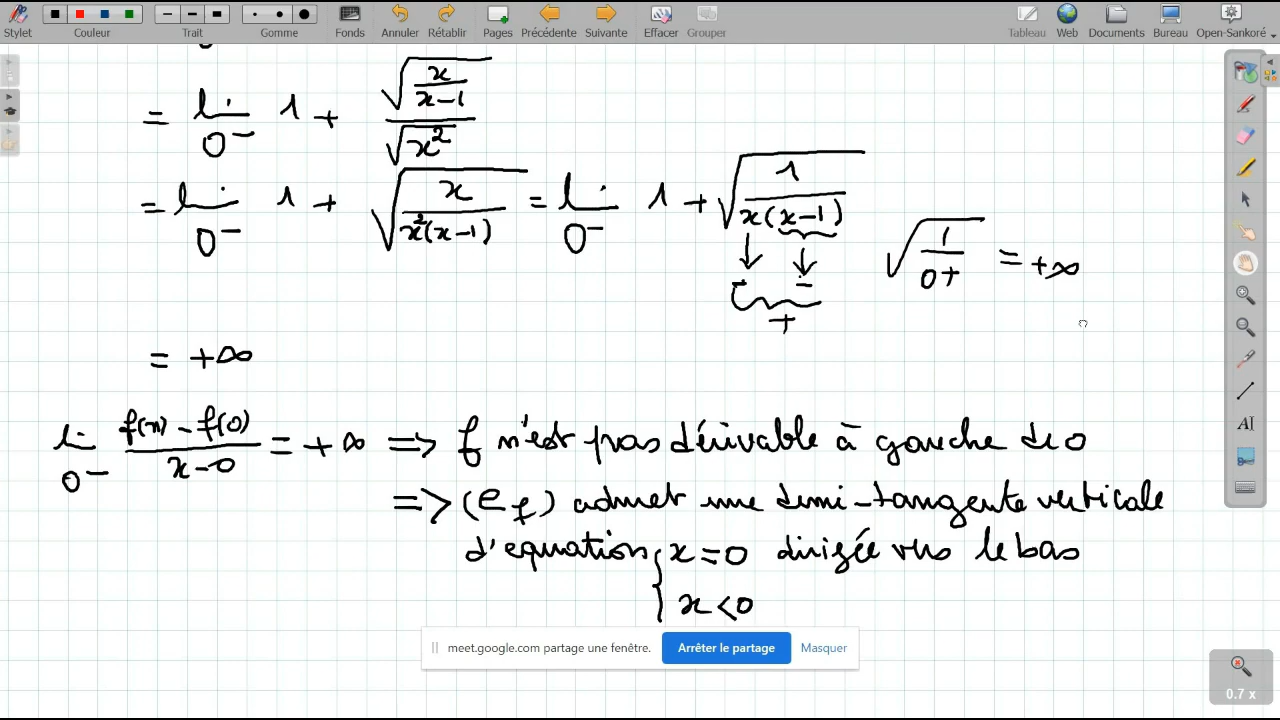 Stylet Couleur Trait Gomme Fonds Annuler Rétablir Pages Précédente Suivante Effacer Grouper Tableau Web Documents Bureau Open-Sankoré
= lim 0⁻ 1 + √(x/(x-1)) / √(x²)
= lim 0⁻ 1 + √(x/(x²(x-1))) = lim 0⁻ 1 + √(1/(x(x-1)))
↓ ↓
- -
+
√(1/0+) = +∞
= +∞
lim 0⁻ (f(x) - f(0))/(x-0) = +∞ => f n'est pas dérivable à gauche de 0
=> (Cf) admet une demi-tangente verticale
d'equation { x=0 dirigée vers le bas
x<0
meet.google.com partage une fenêtre. Arrêter le partage Masquer
0.7 x